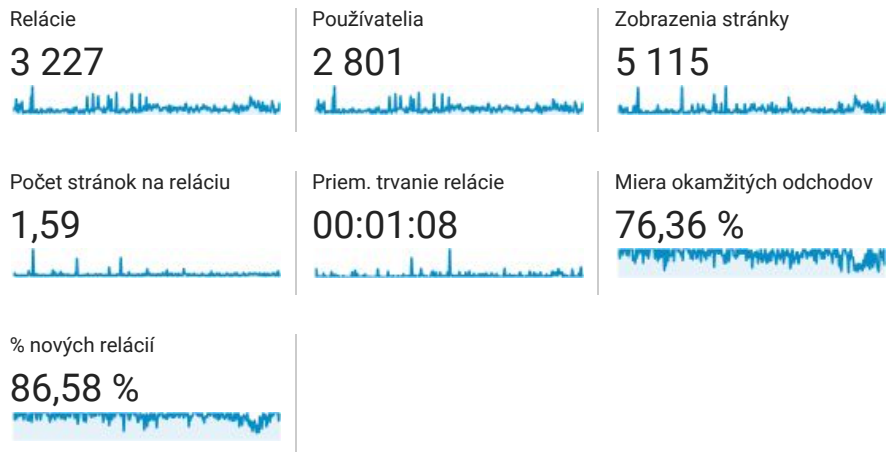 Relácie
3 227
Používatelia
2 801
Zobrazenia stránky
5 115
Počet stránok na reláciu
1,59
Priem. trvanie relácie
00:01:08
Miera okamžitých odchodov
76,36 %
% nových relácií
86,58 %